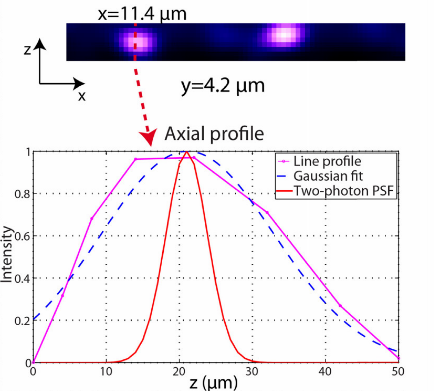 x=11.4 μm
z
x
y=4.2 μm
Axial profile
Line profile
Gaussian fit
Two-photon PSF
Intensity
1
0.8
0.6
0.4
0.2
0
0 10 20 30 40 50
z (μm)